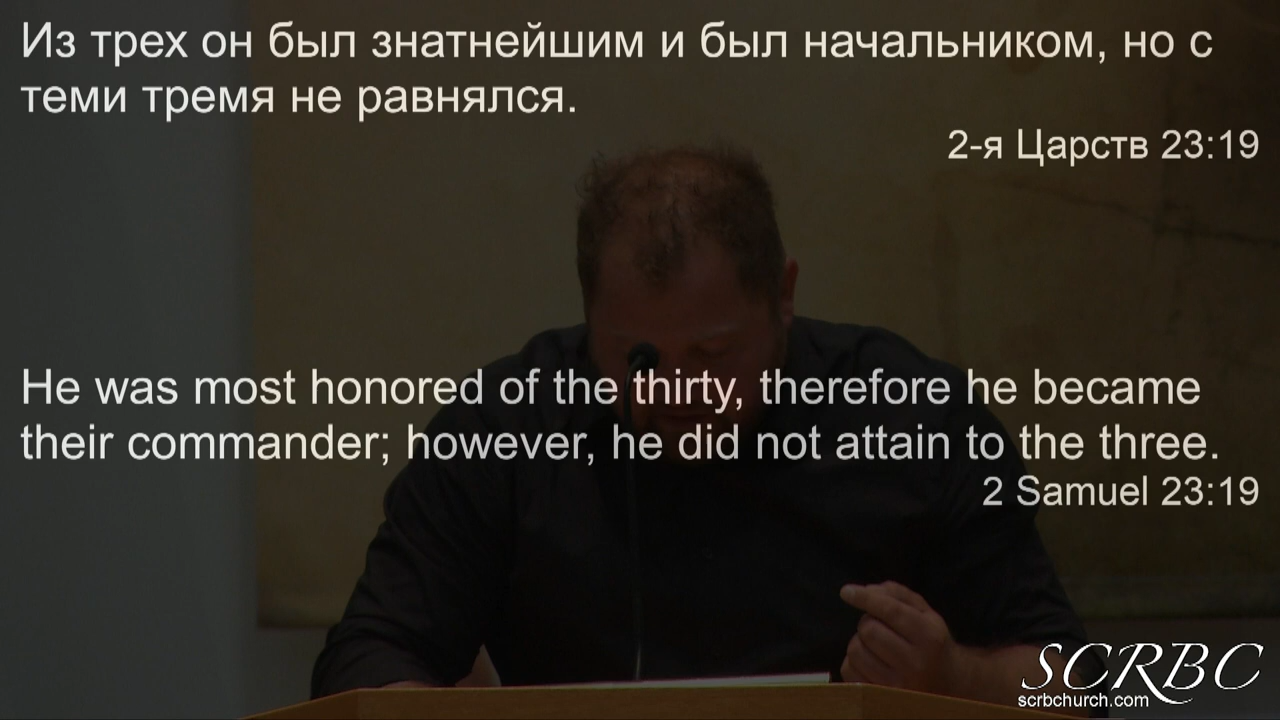 Из трех он был знатнейшим и был начальником, но с
теми тремя не равнялся.
2-я Царств 23:19
He was most honored of the thirty, therefore he became
their commander; however, he did not attain to the three.
2 Samuel 23:19
SCRBC
scrbchurch.com